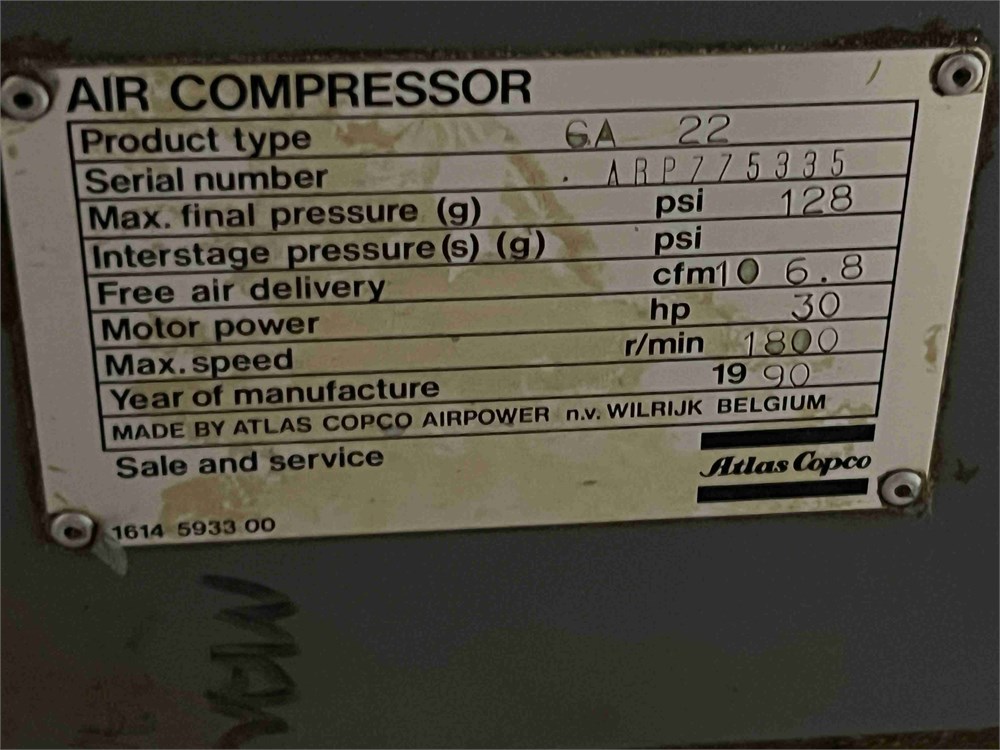 AIR COMPRESSOR
Product type GA 22
Serial number ARP775335
Max. final pressure (g) psi 128
Interstage pressure(s) (g) psi
Free air delivery cfm 106.8
Motor power hp 30
Max. speed r/min 1800
Year of manufacture 1990
MADE BY ATLAS COPCO AIRPOWER n.v. WILRIJK BELGIUM
Sale and service
Atlas Copco
1614 5933 00